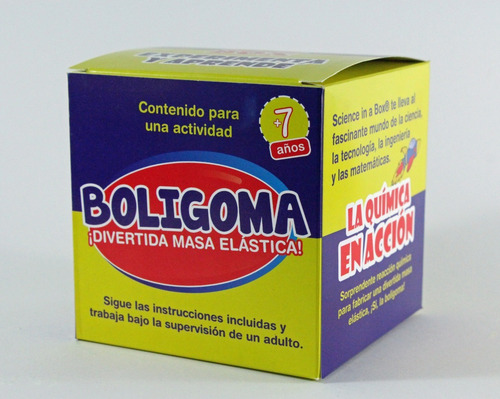 EXPERIMENTA
Y APRENDE
Contenido para
una actividad
+7
años
BOLIGOMA
¡DIVERTIDA MASA ELÁSTICA!
Sigue las instrucciones incluidas y
trabaja bajo la supervisión de un adulto.
Science in a Box® te lleva al
fascinante mundo de la ciencia,
la tecnología, la ingeniería
y las matemáticas.
LA QUÍMICA
EN ACCIÓN
Sorprendente reacción química
para fabricar una divertida masa
elástica. ¡Sí, la boligoma!